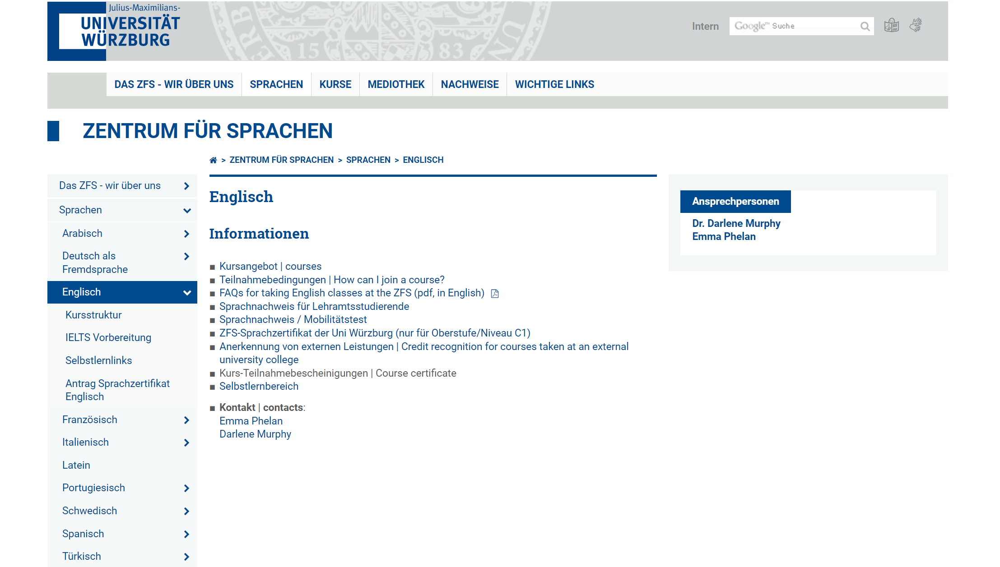 Julius-Maximilians-
UNIVERSITÄT
WÜRZBURG
15 83
Intern
Google™ Suche
DAS ZFS - WIR ÜBER UNS
SPRACHEN
KURSE
MEDIOTHEK
NACHWEISE
WICHTIGE LINKS
ZENTRUM FÜR SPRACHEN
> ZENTRUM FÜR SPRACHEN > SPRACHEN > ENGLISCH
Das ZFS - wir über uns
Sprachen
Arabisch
Deutsch als
Fremdsprache
Englisch
Kursstruktur
IELTS Vorbereitung
Selbstlernlinks
Antrag Sprachzertifikat
Englisch
Französisch
Italienisch
Latein
Portugiesisch
Schwedisch
Spanisch
Türkisch
Englisch
Informationen
■ Kursangebot | courses
■ Teilnahmebedingungen | How can I join a course?
■ FAQs for taking English classes at the ZFS (pdf, in English)
■ Sprachnachweis für Lehramtsstudierende
■ Sprachnachweis / Mobilitätstest
■ ZFS-Sprachzertifikat der Uni Würzburg (nur für Oberstufe/Niveau C1)
■ Anerkennung von externen Leistungen | Credit recognition for courses taken at an external
university college
■ Kurs-Teilnahmebescheinigungen | Course certificate
■ Selbstlernbereich
■ Kontakt | contacts:
Emma Phelan
Darlene Murphy
Ansprechpersonen
Dr. Darlene Murphy
Emma Phelan